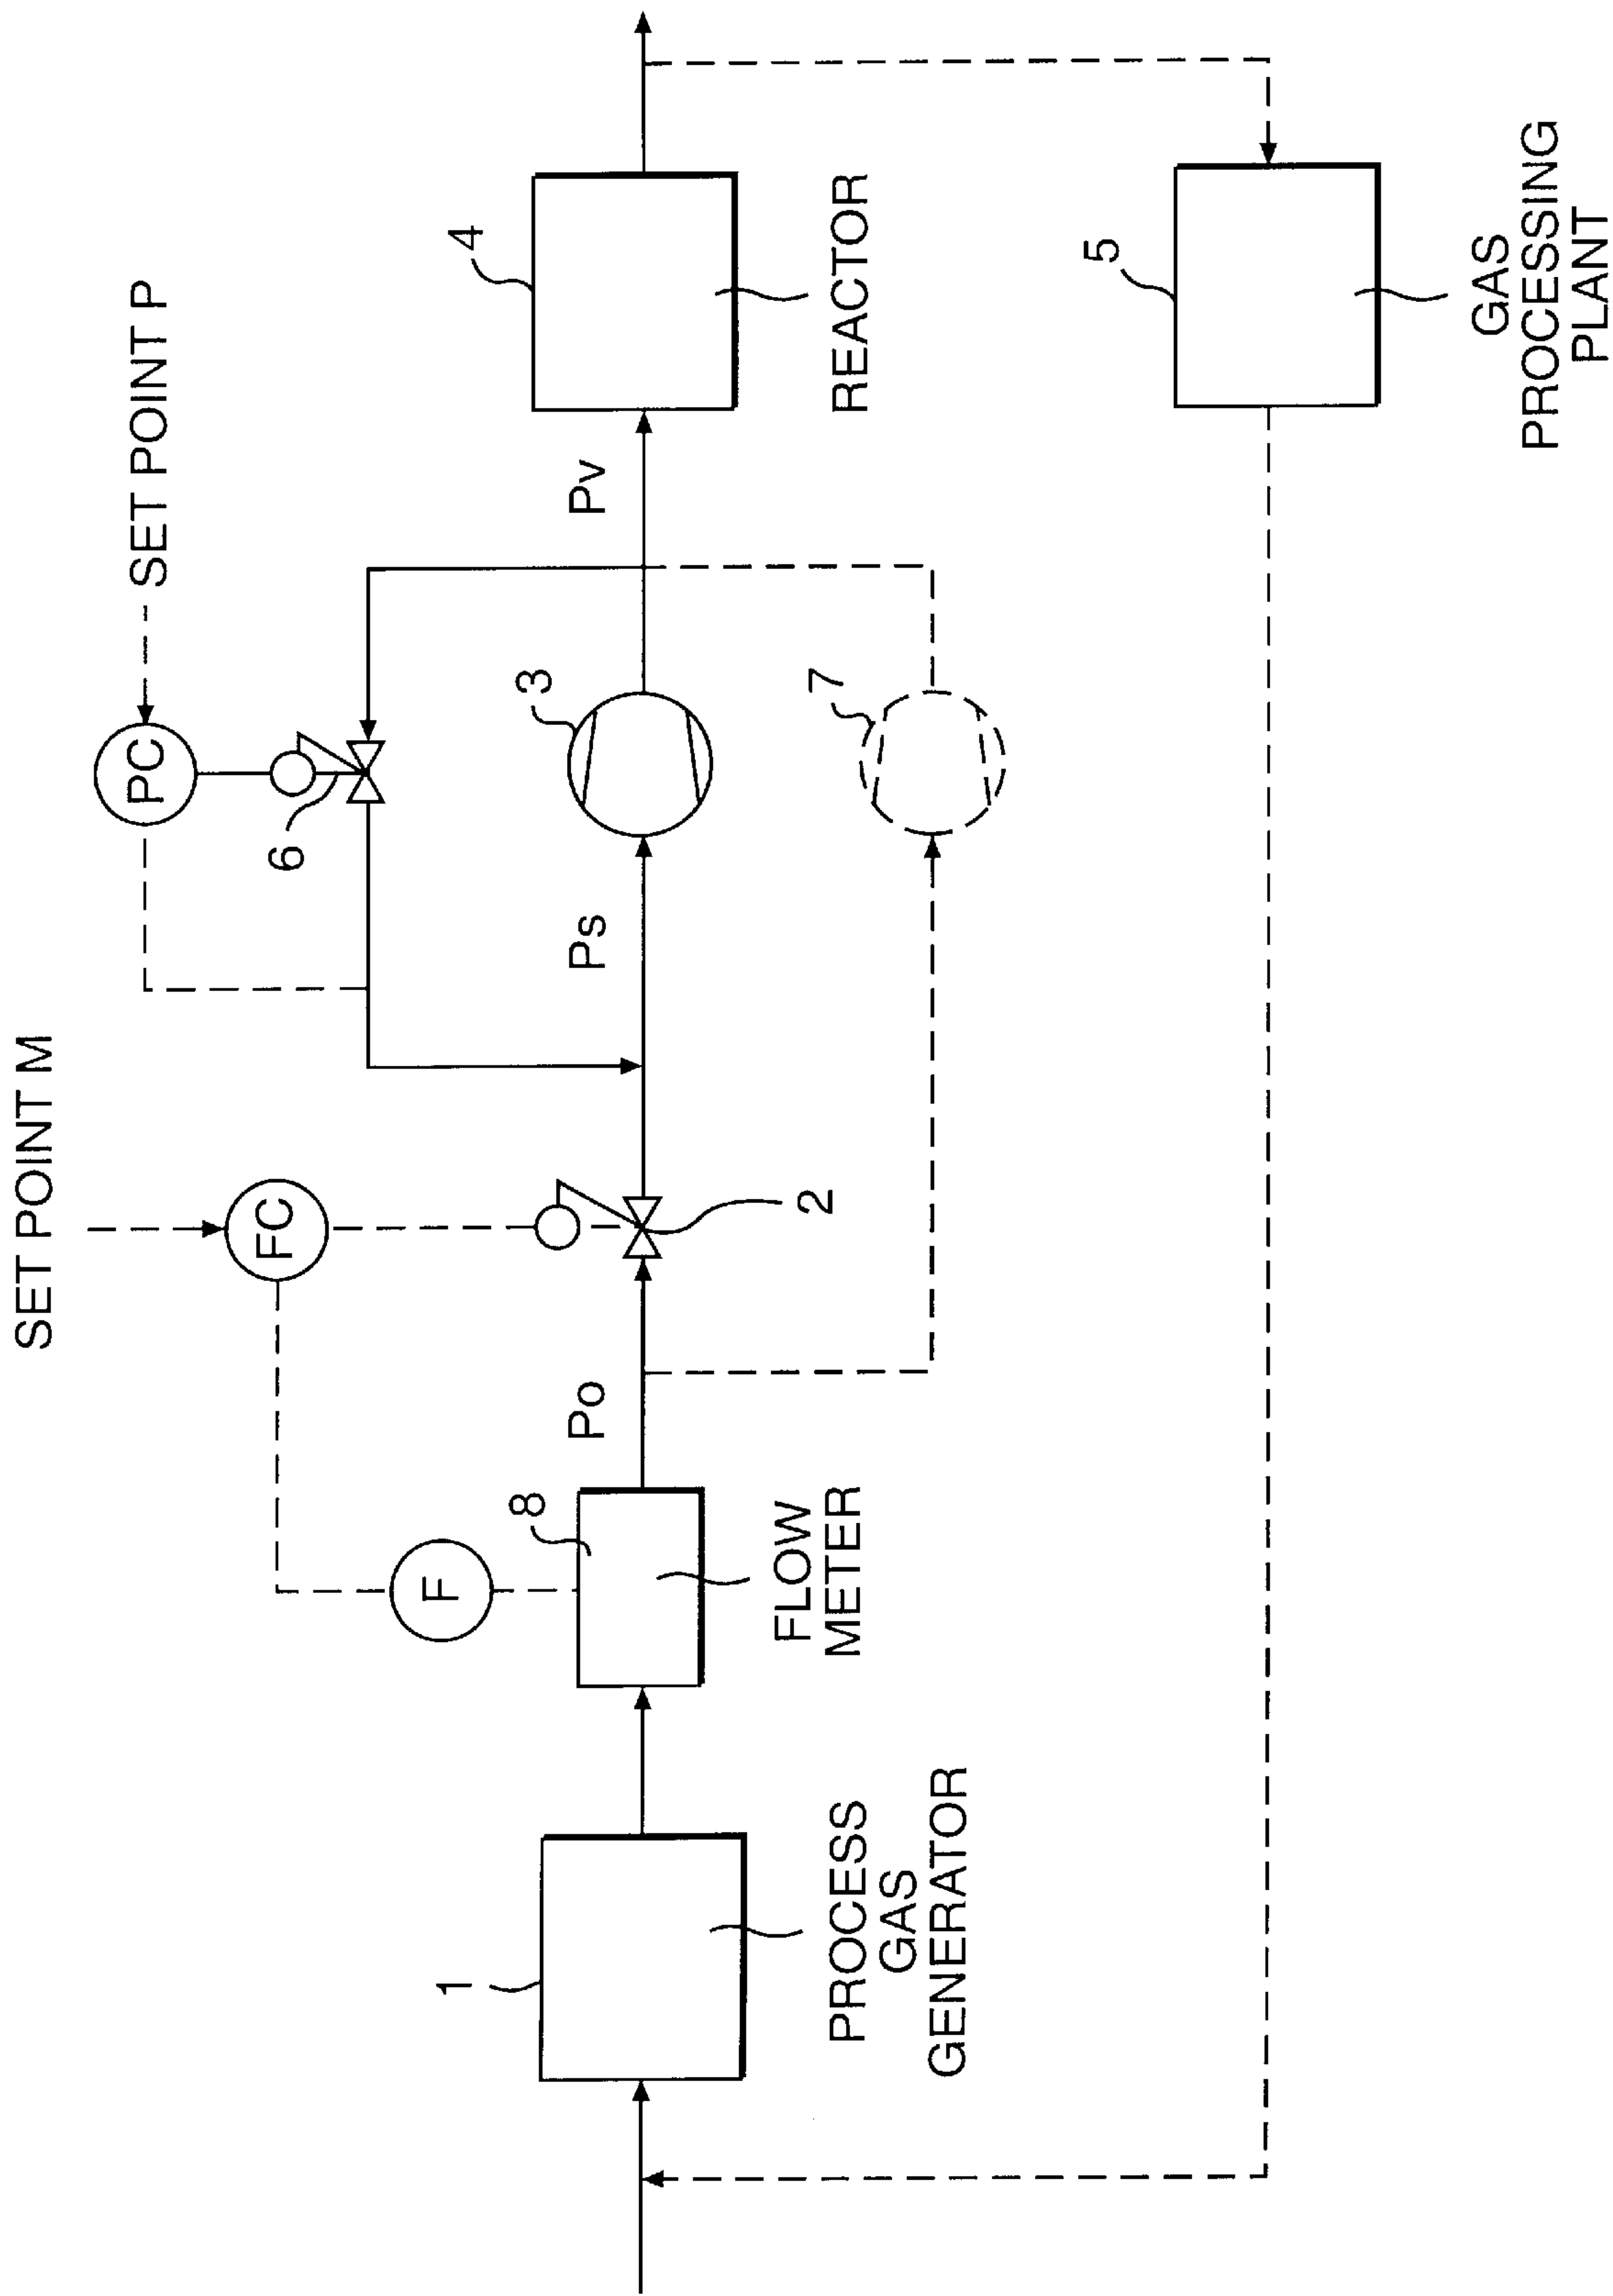 SET POINT M
SET POINT P
FC
PC
F
6
8
Po
Ps
Pv
1
3
4
2
7
PROCESS
GAS
GENERATOR
FLOW
METER
REACTOR
5
GAS
PROCESSING
PLANT